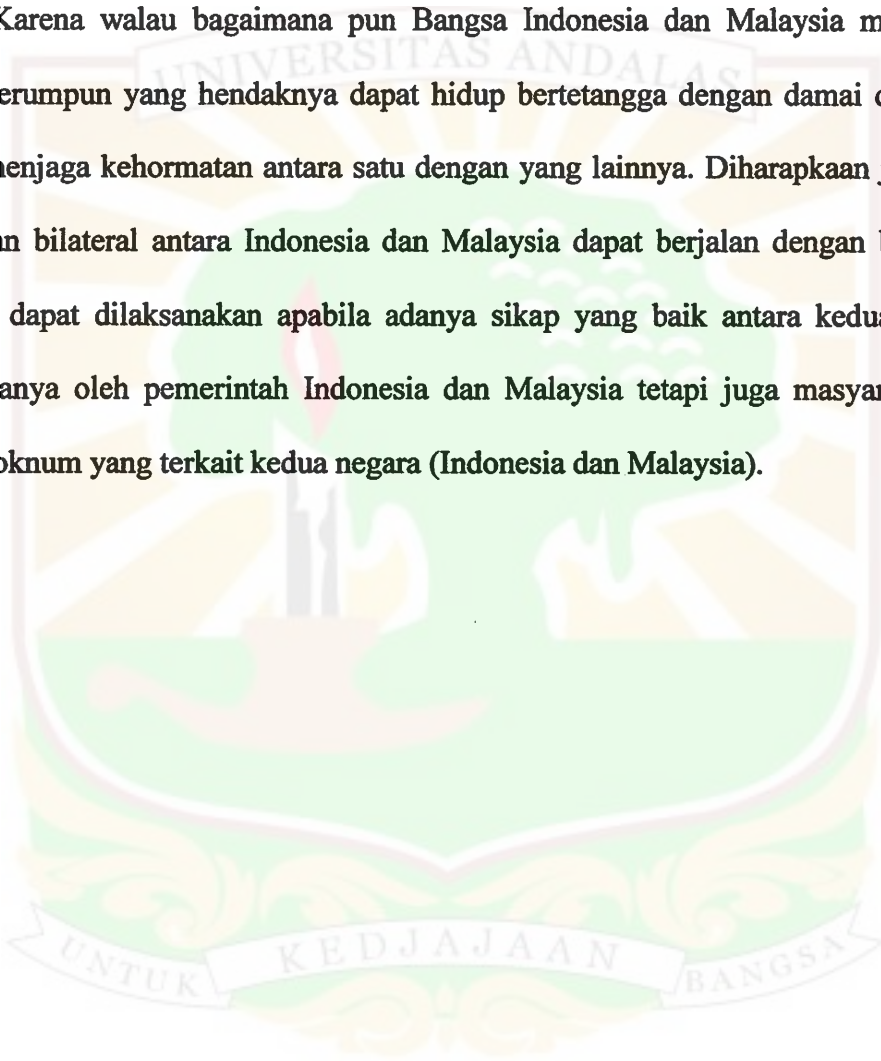 Karena walau bagaimana pun Bangsa Indonesia dan Malaysia m
UNIVERSITAS ANDALAS
erumpun yang hendaknya dapat hidup bertetangga dengan damai
enjaga kehormatan antara satu dengan yang lainnya. Diharapkaan
n bilateral antara Indonesia dan Malaysia dapat berjalan dengan
dapat dilaksanakan apabila adanya sikap yang baik antara kedua
anya oleh pemerintah Indonesia dan Malaysia tetapi juga masyar
oknum yang terkait kedua negara (Indonesia dan Malaysia).
UNTUK KEDJAJAAN BANGSA